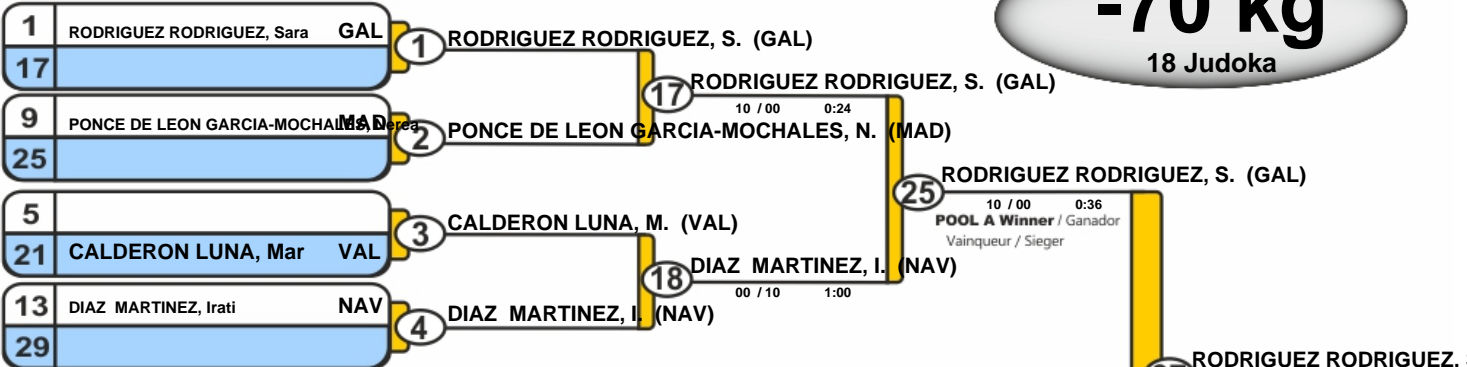 -70 kg
18 Judoka
1 RODRIGUEZ RODRIGUEZ, Sara GAL
17
9 PONCE DE LEON GARCIA-MOCHALES, Nerea MAD
25
5
21 CALDERON LUNA, Mar VAL
13 DIAZ MARTINEZ, Irati NAV
29
1 RODRIGUEZ RODRIGUEZ, S. (GAL)
2 PONCE DE LEON GARCIA-MOCHALES, N. (MAD)
3 CALDERON LUNA, M. (VAL)
4 DIAZ MARTINEZ, I. (NAV)
17 RODRIGUEZ RODRIGUEZ, S. (GAL)
10 / 00 0:24
18 DIAZ MARTINEZ, I. (NAV)
00 / 10 1:00
25 RODRIGUEZ RODRIGUEZ, S. (GAL)
10 / 00 0:36
POOL A Winner / Ganador
Vainqueur / Sieger
RODRIGUEZ RODRIGUEZ,